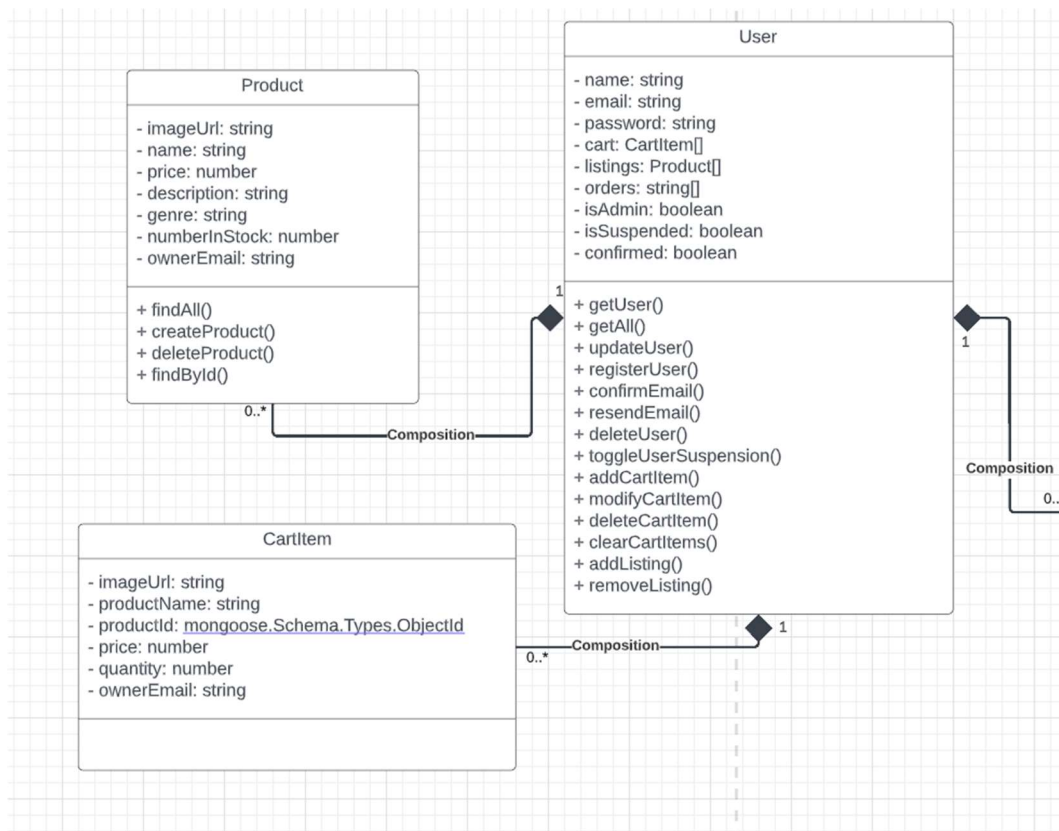 Product
- imageUrl: string
- name: string
- price: number
- description: string
- genre: string
- numberInStock: number
- ownerEmail: string
+ findAll()
+ createProduct()
+ deleteProduct()
+ findById()
0..*
Composition
1
User
- name: string
- email: string
- password: string
- cart: CartItem[]
- listings: Product[]
- orders: string[]
- isAdmin: boolean
- isSuspended: boolean
- confirmed: boolean
+ getUser()
+ getAll()
+ updateUser()
+ registerUser()
+ confirmEmail()
+ resendEmail()
+ deleteUser()
+ toggleUserSuspension()
+ addCartItem()
+ modifyCartItem()
+ deleteCartItem()
+ clearCartItems()
+ addListing()
+ removeListing()
1
Composition
0..
CartItem
- imageUrl: string
- productName: string
- productId: mongoose.Schema.Types.ObjectId
- price: number
- quantity: number
- ownerEmail: string
0..*
Composition
1